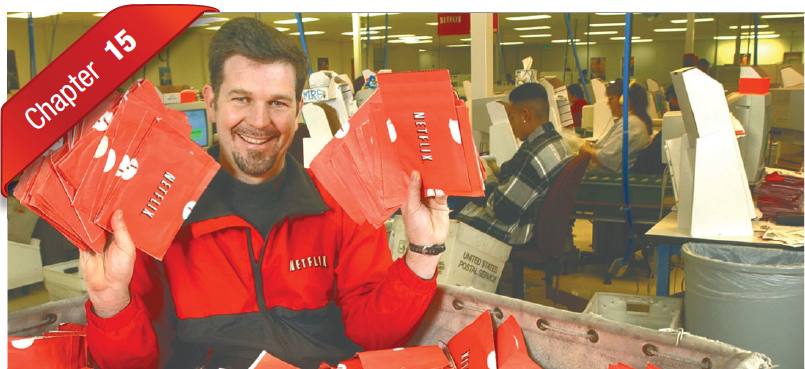 Chapter 15
NETFLIX
NETFLIX
NETFLIX
NETFLIX
UNITED STATES
POSTAL SERVICE